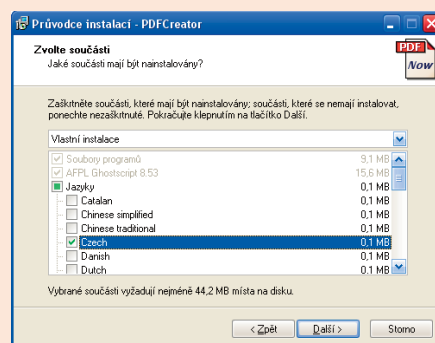 Průvodce instalací - PDFCreator
Zvolte součásti
Jaké součásti mají být nainstalovány?
PDF
Now
Zaškrtněte součásti, které mají být nainstalovány; součásti, které se nemají instalovat,
ponechte nezaškrtnuté. Pokračujte klepnutím na tlačítko Další.
Vlastní instalace
Soubory programů 9,1 MB
AFPL Ghostscript 8.53 15,6 MB
Jazyky 0,1 MB
Catalan 0,1 MB
Chinese simplified 0,1 MB
Chinese traditional 0,1 MB
Czech 0,1 MB
Danish 0,1 MB
Dutch 0,1 MB
Vybrané součásti vyžadují nejméně 44,2 MB místa na disku.
< Zpět Další > Storno